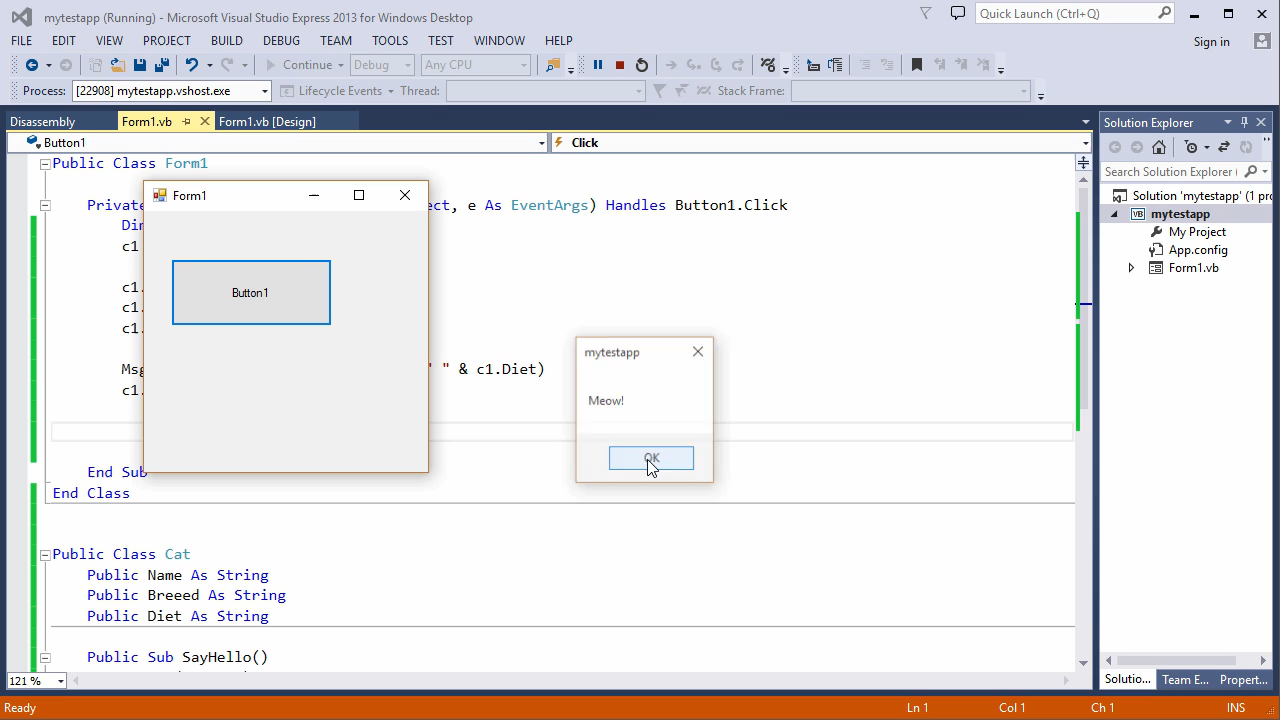 mytestapp (Running) - Microsoft Visual Studio Express 2013 for Windows Desktop
Quick Launch (Ctrl+Q)
FILE EDIT VIEW PROJECT BUILD DEBUG TEAM TOOLS TEST WINDOW HELP
Sign in
Continue Debug Any CPU
Process: [22908] mytestapp.vshost.exe Lifecycle Events Thread: Stack Frame:
Disassembly Form1.vb Form1.vb [Design]
Button1 Click
Public Class Form1
Form1
ect, e As EventArgs) Handles Button1.Click
c1
c1.
Button1
c1.
c1.
" & c1.Diet)
c1.
End Sub
End Class
Public Class Cat
Public Name As String
Public Breeed As String
Public Diet As String
Public Sub SayHello()
mytestapp
Meow!
OK
Solution Explorer
Search Solution Explorer (
Solution 'mytestapp' (1 pro
VB mytestapp
My Project
App.config
Form1.vb
Solutio... Team E... Propert...
121 %
Ready Ln 1 Col 1 Ch 1 INS